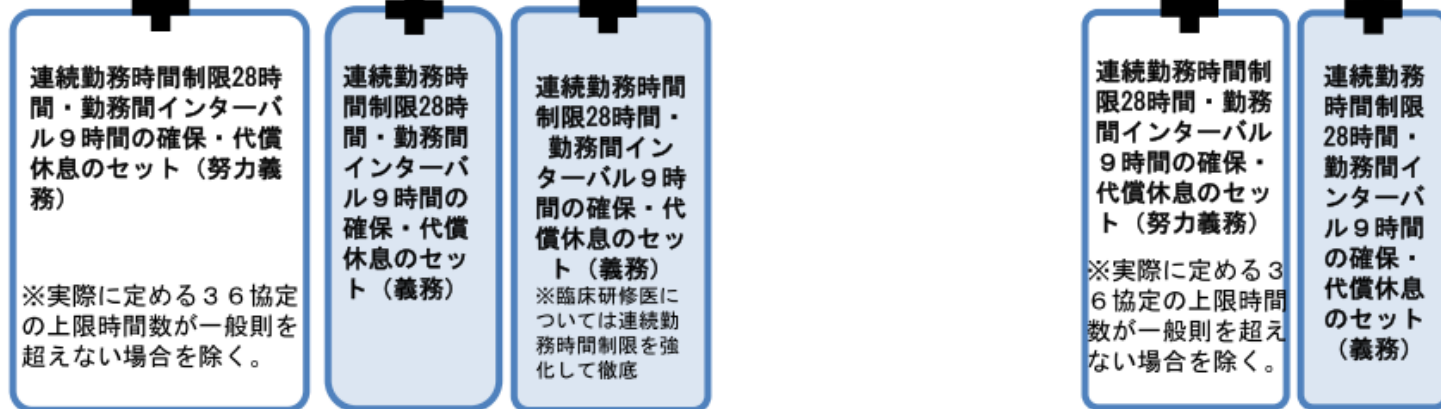 連続勤務時間制限28時
間・勤務間インターバ
ル９時間の確保・代償
休息のセット（努力義
務）
※実際に定める３６協定
の上限時間数が一般則を
超えない場合を除く。
連続勤務時
間制限28時
間・勤務間
インターバ
ル９時間の
確保・代償
休息のセッ
ト（義務）
連続勤務時間
制限28時間・
勤務間イン
ターバル９時
間の確保・代
償休息のセッ
ト（義務）
※臨床研修医に
ついては連続勤
務時間制限を強
化して徹底
連続勤務時間制
限28時間・勤務
間インターバル
９時間の確保・
代償休息のセッ
ト（努力義務）
※実際に定める３
６協定の上限時間
数が一般則を超え
ない場合を除く。
連続勤務
時間制限
28時間・
勤務間イ
ンターバ
ル９時間
の確保・
代償休息
のセット
（義務）